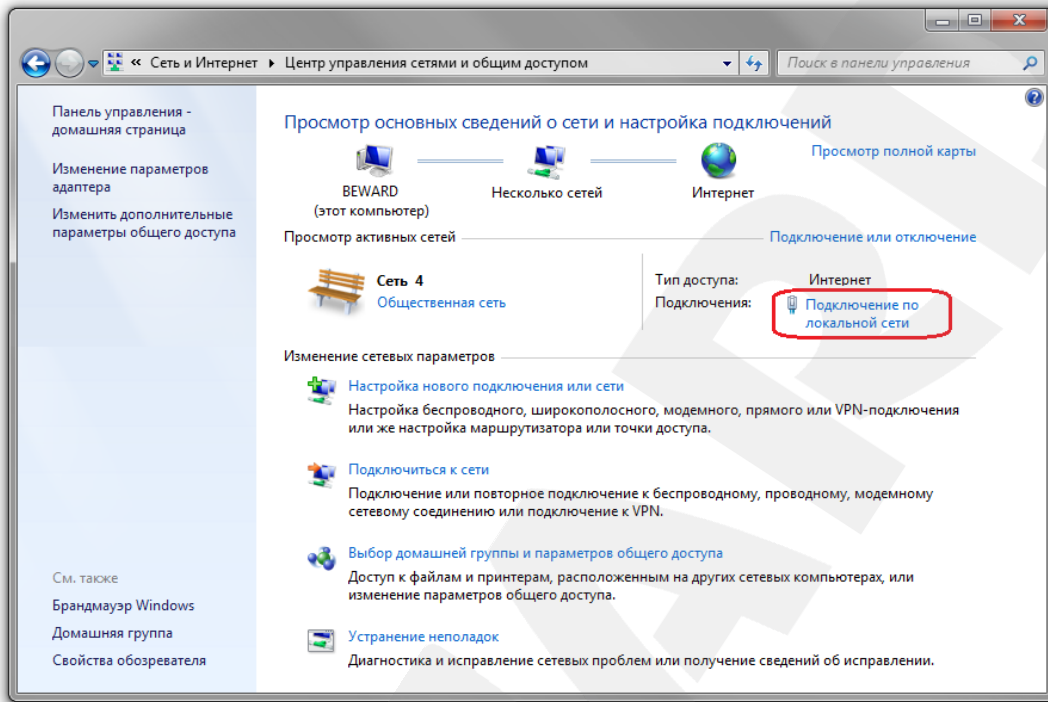 « Сеть и Интернет ▸ Центр управления сетями и общим доступом
Поиск в панели управления
Панель управления -
домашняя страница
Изменение параметров
адаптера
Изменить дополнительные
параметры общего доступа
См. также
Брандмауэр Windows
Домашняя группа
Свойства обозревателя
Просмотр основных сведений о сети и настройка подключений
Просмотр полной карты
BEWARD
(этот компьютер)
Несколько сетей
Интернет
Просмотр активных сетей
Подключение или отключение
Сеть 4
Общественная сеть
Тип доступа: Интернет
Подключения: Подключение по
локальной сети
Изменение сетевых параметров
Настройка нового подключения или сети
Настройка беспроводного, широкополосного, модемного, прямого или VPN-подключения
или же настройка маршрутизатора или точки доступа.
Подключиться к сети
Подключение или повторное подключение к беспроводному, проводному, модемному
сетевому соединению или подключение к VPN.
Выбор домашней группы и параметров общего доступа
Доступ к файлам и принтерам, расположенным на других сетевых компьютерах, или
изменение параметров общего доступа.
Устранение неполадок
Диагностика и исправление сетевых проблем или получение сведений об исправлении.